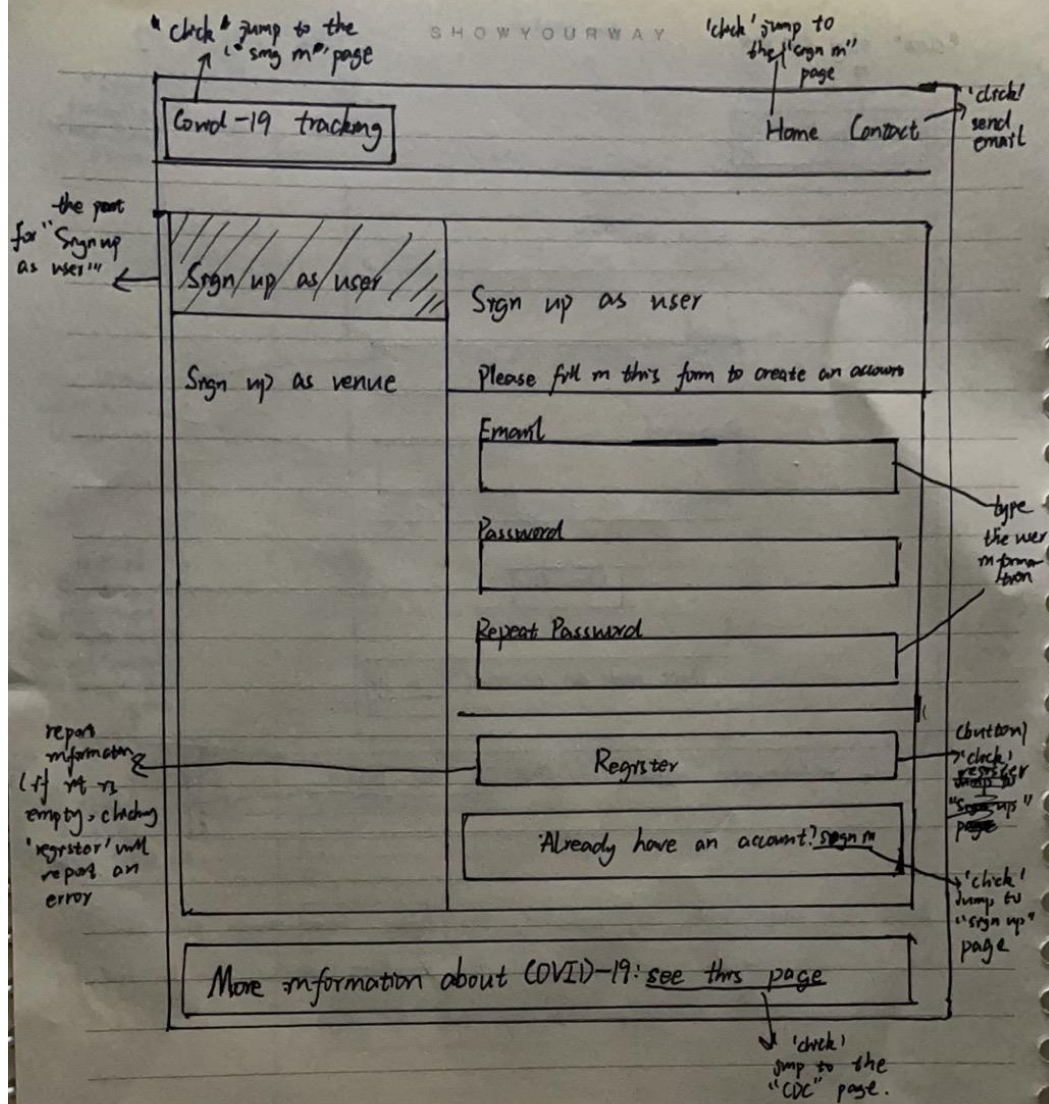 SHOWYOURWAY
"click" jump to the
"sing in" page
'click' jump to
the "sign in"
page
Covid-19 tracking
Home Contact
'click'
send
email
the part
for "Sign up
as user"
Sign up as user
Sign up as user
Sign up as venue
Please fill in this form to create an account
Email
type
the user
informa
tion
Password
Repeat Password
report
information
(if it is
empty, clicking
'register' will
report an
error
Register
(button)
'click'
register
Already have an account? sign in
'click'
jump to
"sign up"
page
More information about COVID-19: see this page
'click'
jump to the
"CDC" page.